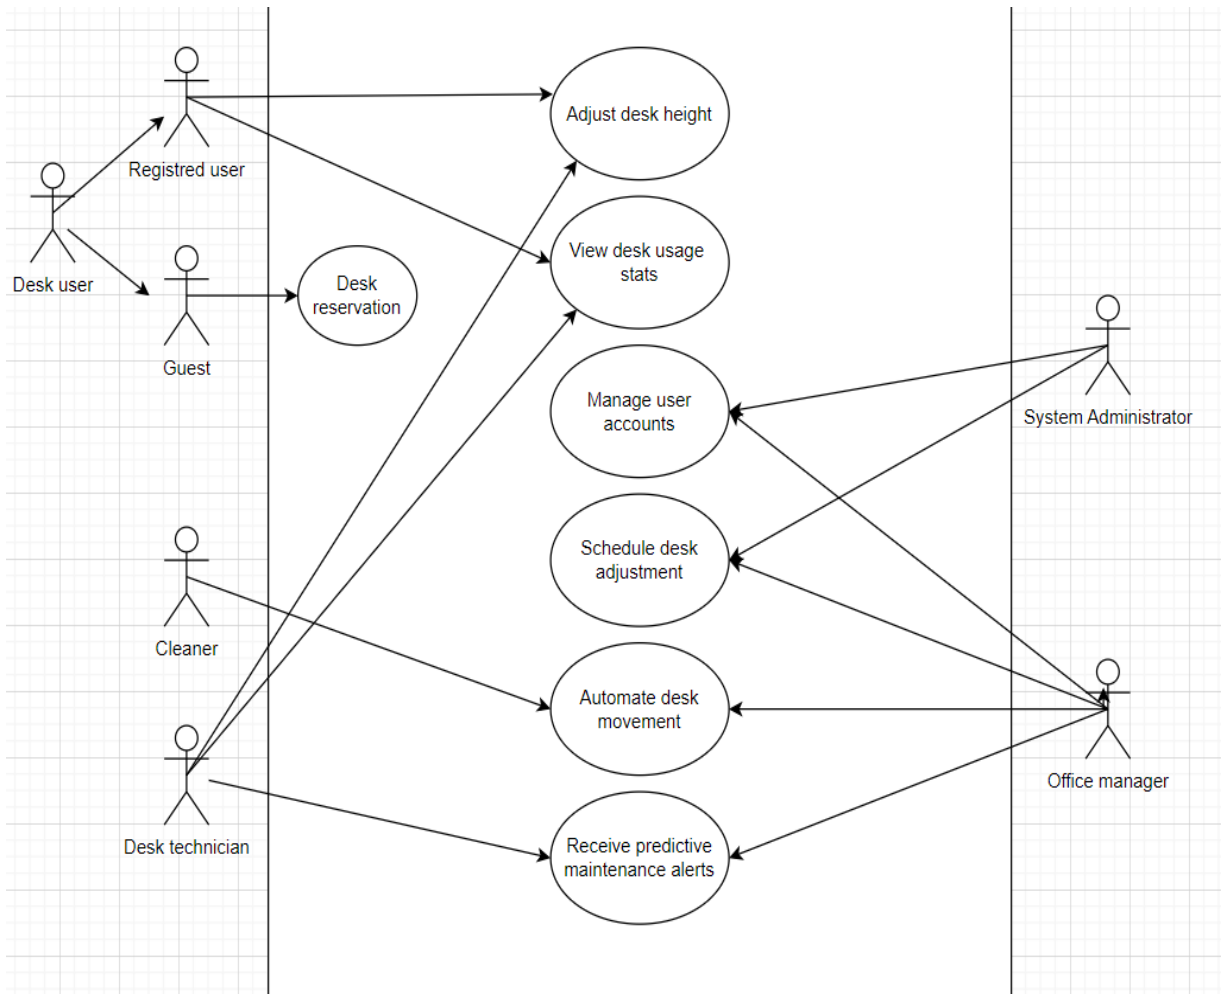 Adjust desk height
Registred user
View desk usage
stats
Desk user
Desk
reservation
Guest
Manage user
accounts
System Administrator
Schedule desk
adjustment
Cleaner
Automate desk
movement
Office manager
Desk technician
Receive predictive
maintenance alerts